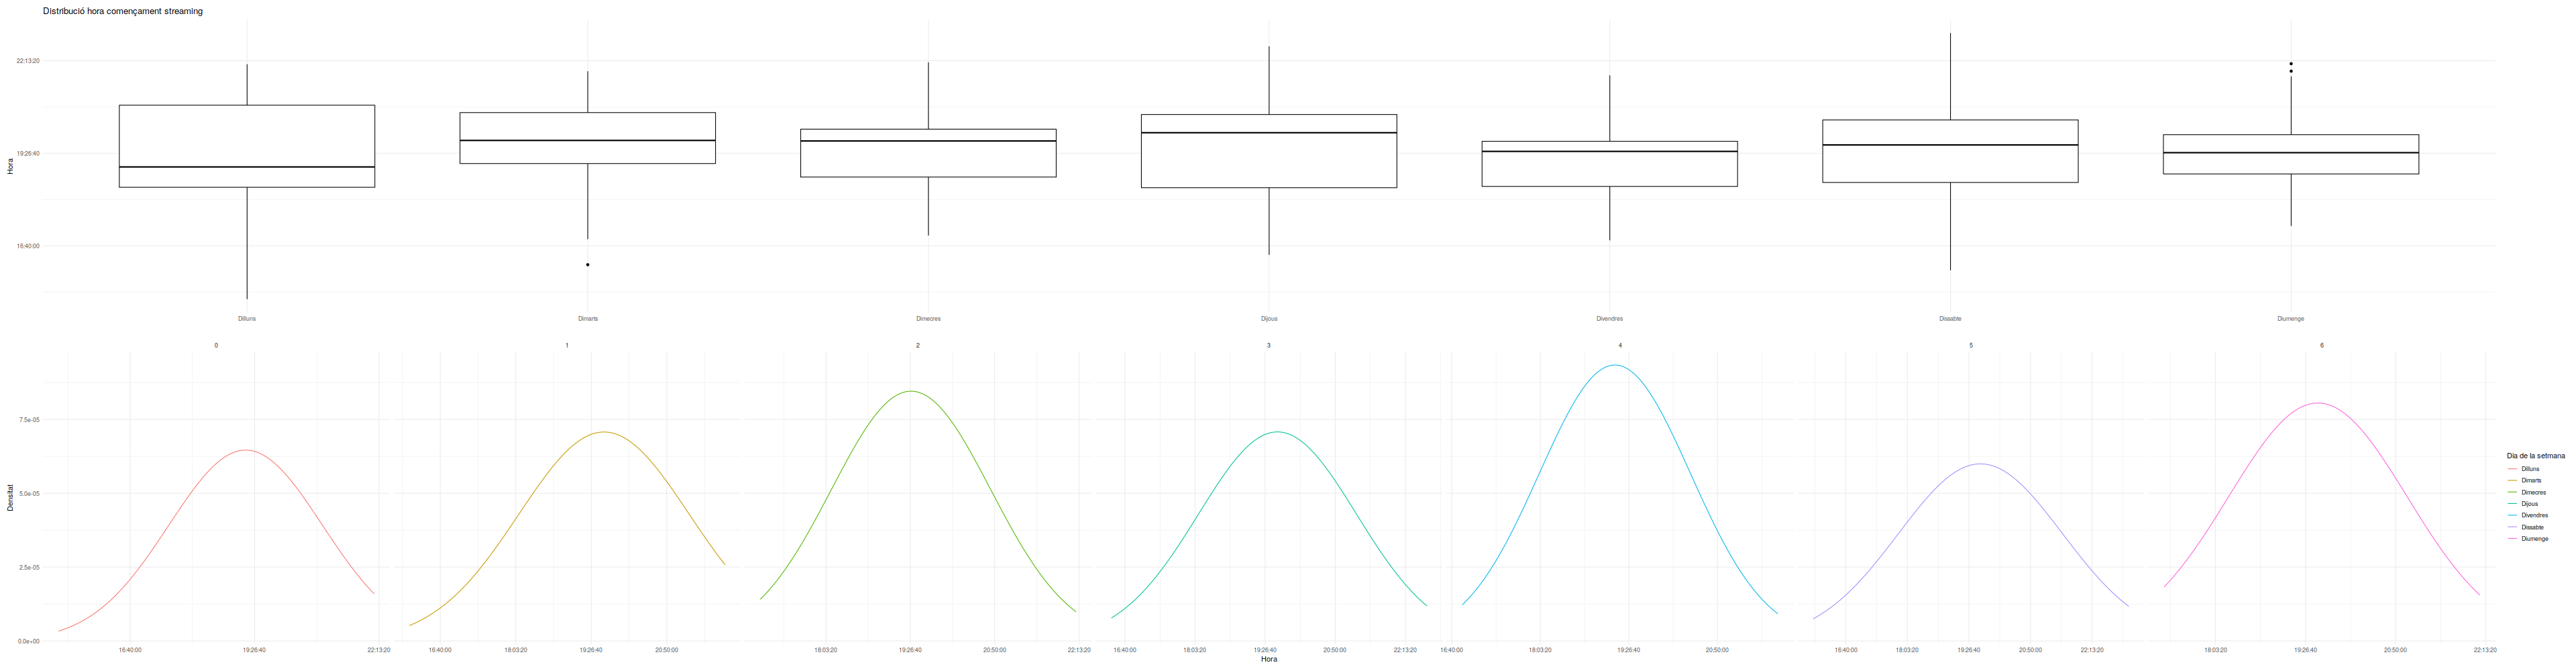 Distribució hora començament streaming
Hora
22:13:20
19:26:40
16:40:00
Dilluns Dimarts Dimecres Dijous Divendres Dissabte Diumenge
0 1 2 3 4 5 6
Densitat
7.5e-05
5.0e-05
2.5e-05
0.0e+00
16:40:00 19:26:40 22:13:20 16:40:00 18:03:20 19:26:40 20:50:00 18:03:20 19:26:40 20:50:00 22:13:20 16:40:00 18:03:20 19:26:40 20:50:00 22:13:20 16:40:00 18:03:20 19:26:40 20:50:00 16:40:00 18:03:20 19:26:40 20:50:00 22:13:20 18:03:20 19:26:40 20:50:00 22:13:20
Hora
Dia de la setmana
Dilluns
Dimarts
Dimecres
Dijous
Divendres
Dissabte
Diumenge